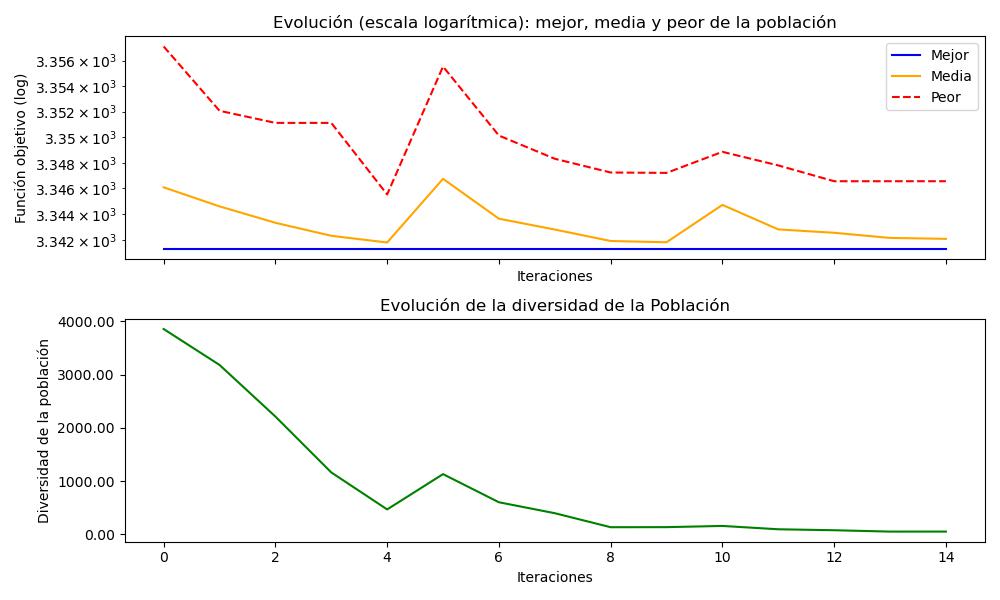 Evolución (escala logarítmica): mejor, media y peor de la población
Función objetivo (log)
3.356 × 10³
3.354 × 10³
3.352 × 10³
3.35 × 10³
3.348 × 10³
3.346 × 10³
3.344 × 10³
3.342 × 10³
Mejor
Media
Peor
Iteraciones
Evolución de la diversidad de la Población
Diversidad de la población
4000.00
3000.00
2000.00
1000.00
0.00
0 2 4 6 8 10 12 14
Iteraciones